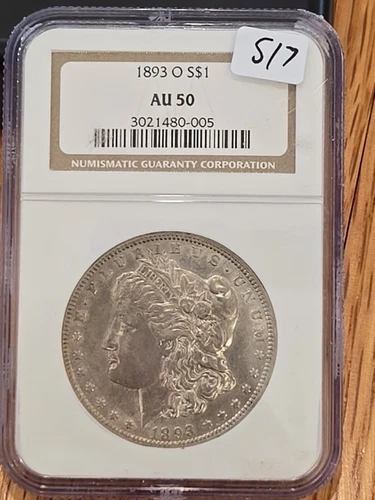 1893 O S$1
AU 50
3021480-005
NUMISMATIC GUARANTY CORPORATION
517
E·PLURIBUS·UNUM
LIBERTY
1893